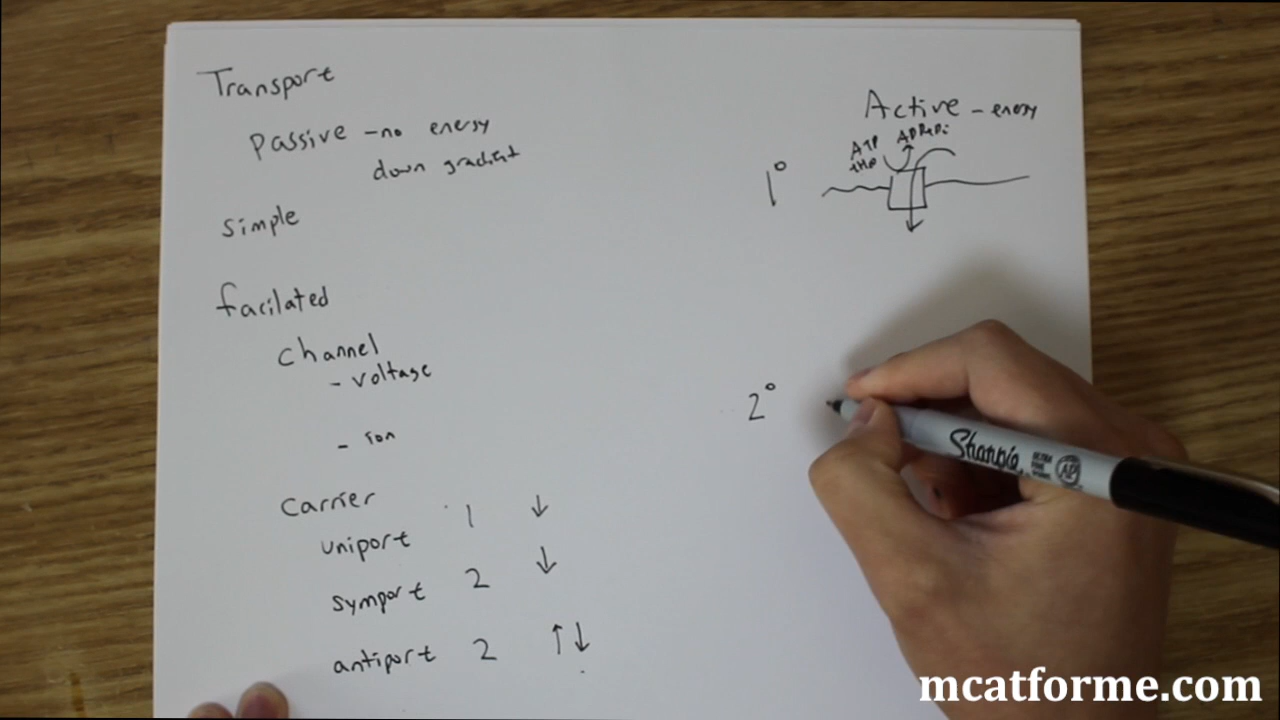 Transport
Passive - no energy
down gradient
Simple
facilated
Channel
- voltage
- ion
Carrier
uniport 1 ↓
symport 2 ↓
antiport 2 ↑↓
Active - energy
ATP ADP+Pi
1°
2°
Sharpie
AP
mcatforme.com